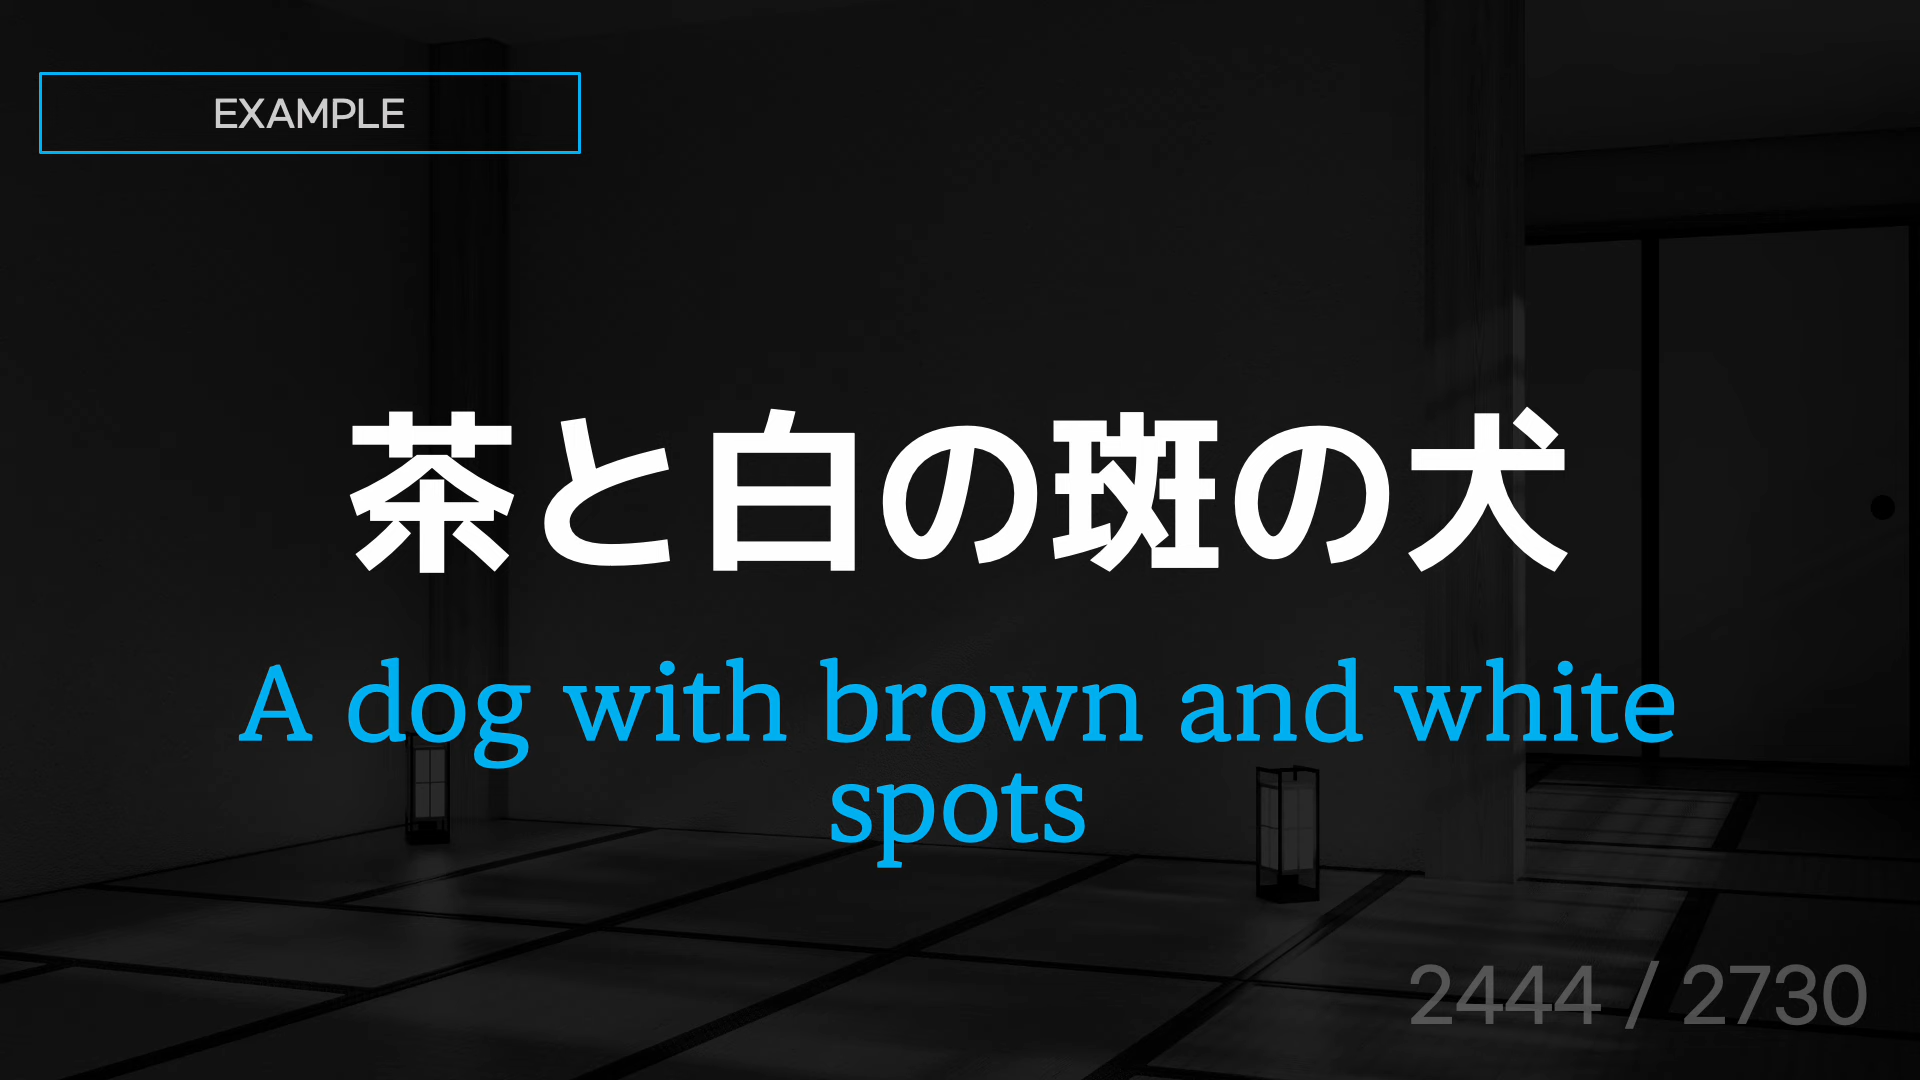 EXAMPLE
茶と白の斑の犬
A dog with brown and white
spots
2444 / 2730